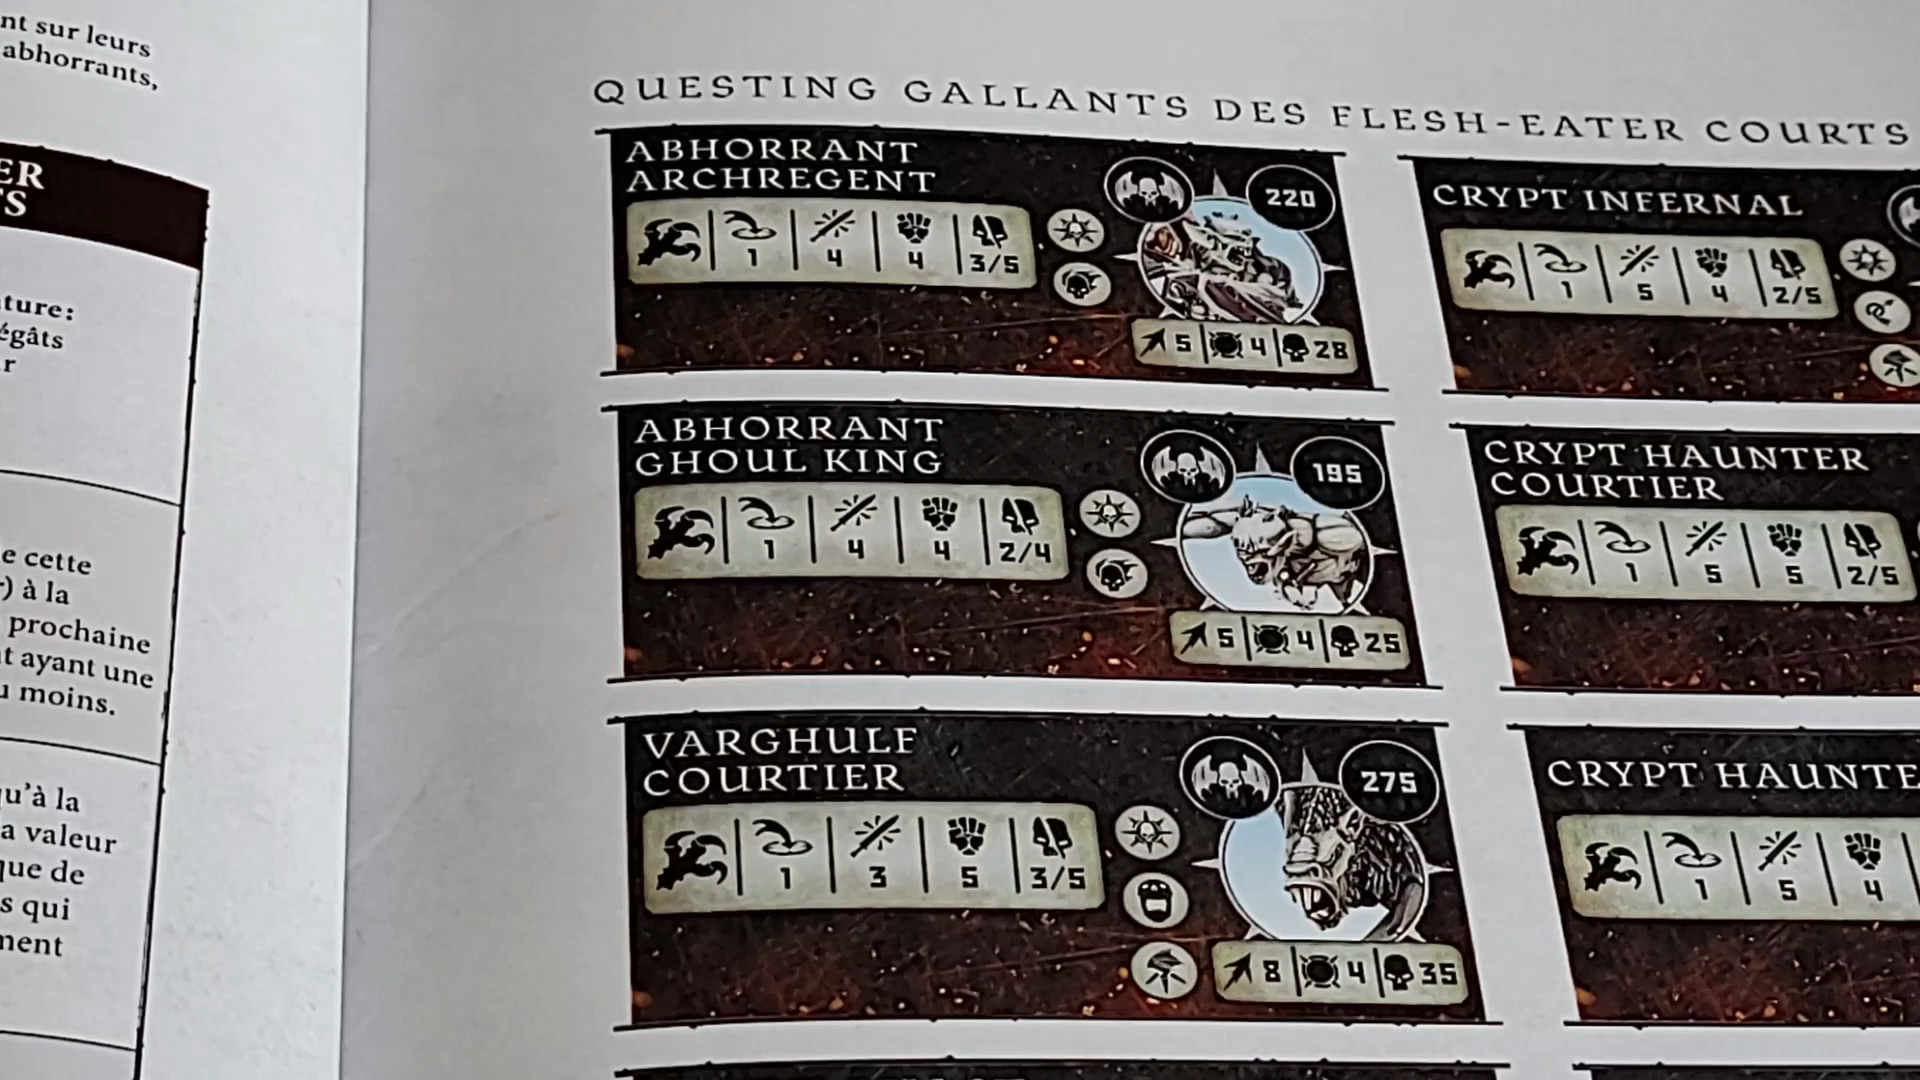 nt sur leurs
abhorrants,
ER
TS
ture:
égâts
r
e cette
r) à la
prochaine
t ayant une
u moins.
qu'à la
a valeur
que de
s qui
ment
QUESTING GALLANTS DES FLESH-EATER COURTS
ABHORRANT
ARCHREGENT
220
1 4 4 3/5
5 4 28
CRYPT INFERNAL
1 5 4 2/5
ABHORRANT
GHOUL KING
195
1 4 4 2/4
5 4 25
CRYPT HAUNTER
COURTIER
1 5 5 2/5
VARGHULF
COURTIER
275
1 3 5 3/5
8 4 35
CRYPT HAUNTE
1 5 4